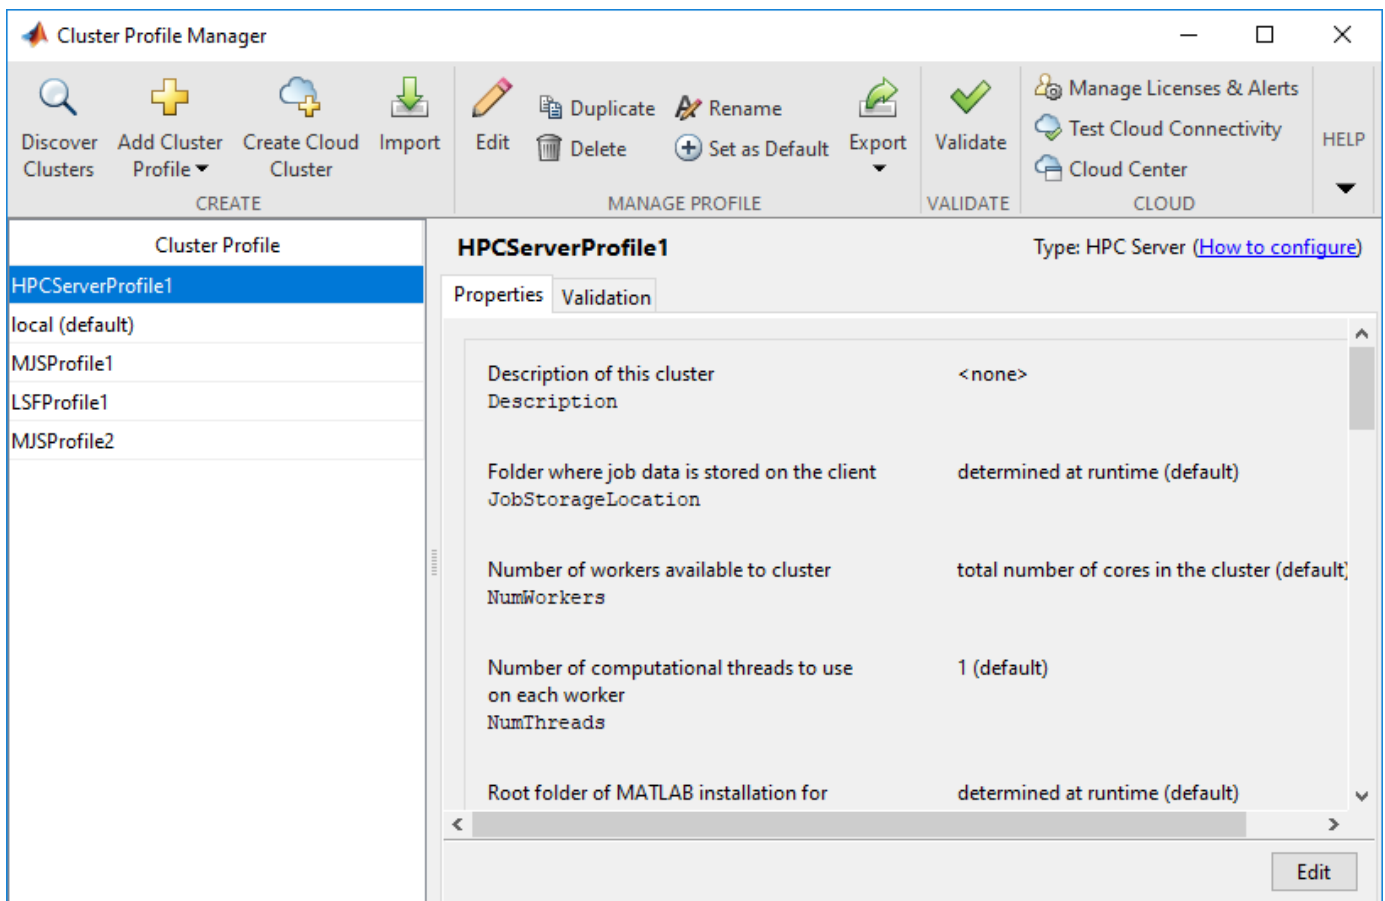 Cluster Profile Manager
Discover Clusters
Add Cluster Profile
Create Cloud Cluster
Import
CREATE
Edit
Duplicate
Delete
Rename
Set as Default
Export
MANAGE PROFILE
Validate
VALIDATE
Manage Licenses & Alerts
Test Cloud Connectivity
Cloud Center
CLOUD
HELP
Cluster Profile
HPCServerProfile1
local (default)
MJSProfile1
LSFProfile1
MJSProfile2
HPCServerProfile1
Type: HPC Server (How to configure)
Properties
Validation
Description of this cluster
Description
<none>
Folder where job data is stored on the client
JobStorageLocation
determined at runtime (default)
Number of workers available to cluster
NumWorkers
total number of cores in the cluster (default)
Number of computational threads to use
on each worker
NumThreads
1 (default)
Root folder of MATLAB installation for
determined at runtime (default)
Edit